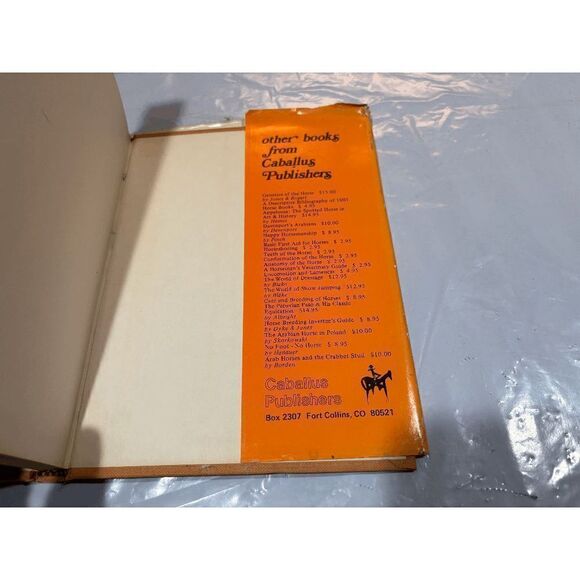 other books
from
Caballus
Publishers
Genetics of the Horse $15.00
by Jones & Bogart
A Descriptive Bibliography of 1001
Horse Books $ 4.95
Appaloosa: The Spotted Horse in
Art & History $14.95
by Haines
Davenport's Arabians $10.00
by Davenport
Happy Horsemanship $ 8.95
by Pinch
Basic First Aid for Horses $ 2.95
Horseshoeing $ 2.95
Teeth of the Horse $ 2.95
Conformation of the Horse $ 2.95
Anatomy of the Horse $ 2.95
A Horseman's Veterinary Guide $ 2.95
Locomotion and Lameness $ 4.95
The World of Dressage $12.95
by Blake
The World of Show Jumping $12.95
by Blake
Care and Breeding of Horses $ 8.95
The Peruvian Paso & His Classic
Equitation $14.95
by Albright
Horse Breeding Investor's Guide $ 8.95
by Dyke & Jones
The Arabian Horse in Poland $10.00
by Skorkowski
No Foot - No Horse $ 8.95
by
Arab Horses and the Crabbet Stud $10.00
by Borden
Caballus
Publishers
Box 2307 Fort Collins, CO 80521